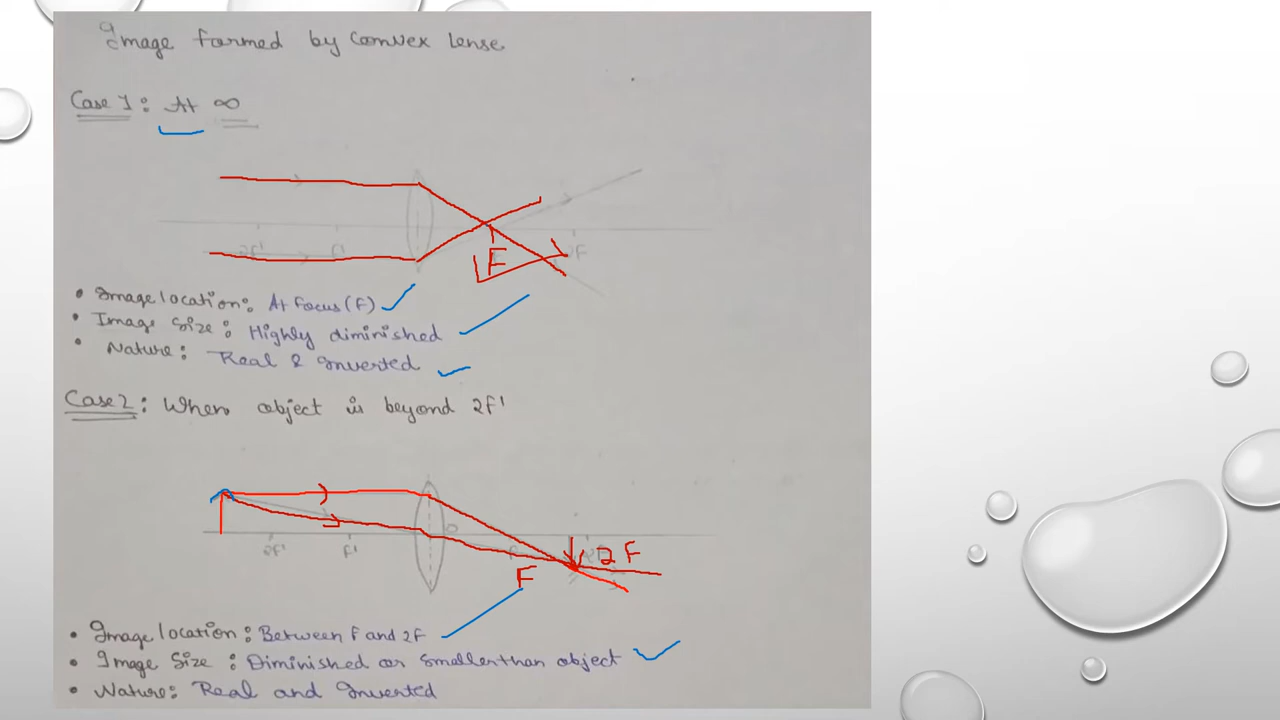 Image formed by Convex lense
Case 1: At ∞
2F' F' F 2F
• Image location: At Focus (F)
• Image Size: Highly diminished
• Nature: Real & Inverted
Case 2: When object is beyond 2F'
O
2F' F' F 2F
F
• Image location: Between F and 2F
• Image Size: Diminished or Smaller than object
• Nature: Real and Inverted